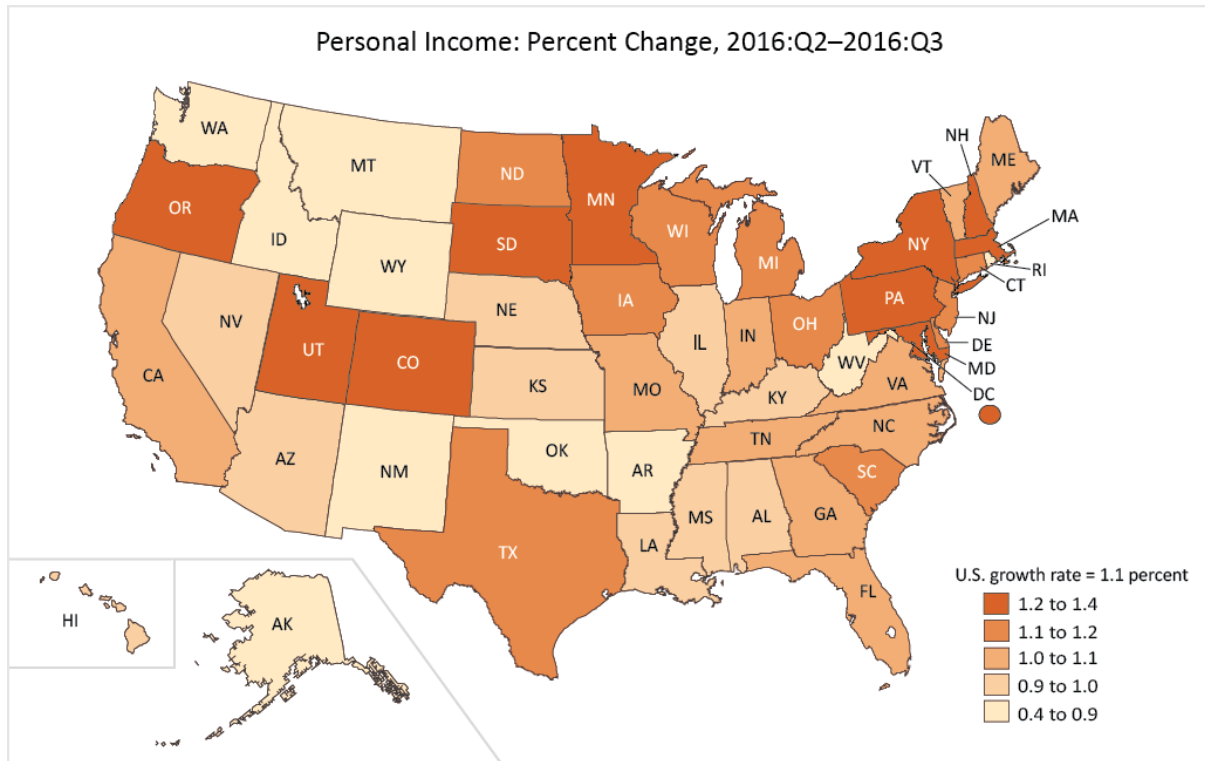 Personal Income: Percent Change, 2016:Q2–2016:Q3
WA
MT
ND
MN
NH
ME
VT
OR
ID
SD
WI
MI
NY
MA
WY
RI
CT
IA
PA
NE
NV
IL
IN
OH
NJ
UT
CO
DE
CA
KS
MO
WV
MD
KY
VA
DC
TN
NC
AZ
NM
OK
AR
SC
MS
AL
GA
TX
LA
FL
HI
AK
U.S. growth rate = 1.1 percent
1.2 to 1.4
1.1 to 1.2
1.0 to 1.1
0.9 to 1.0
0.4 to 0.9